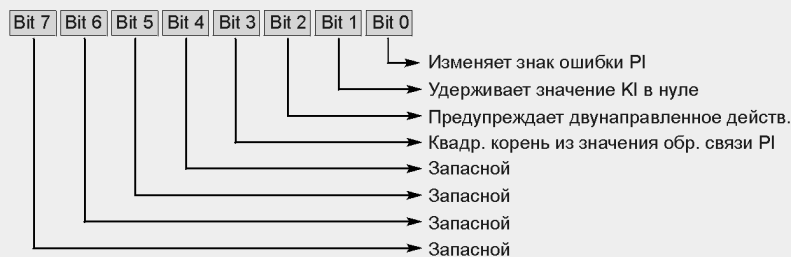 Bit 7 Bit 6 Bit 5 Bit 4 Bit 3 Bit 2 Bit 1 Bit 0
Изменяет знак ошибки PI
Удерживает значение KI в нуле
Предупреждает двунаправленное действ.
Квадр. корень из значения обр. связи PI
Запасной
Запасной
Запасной
Запасной